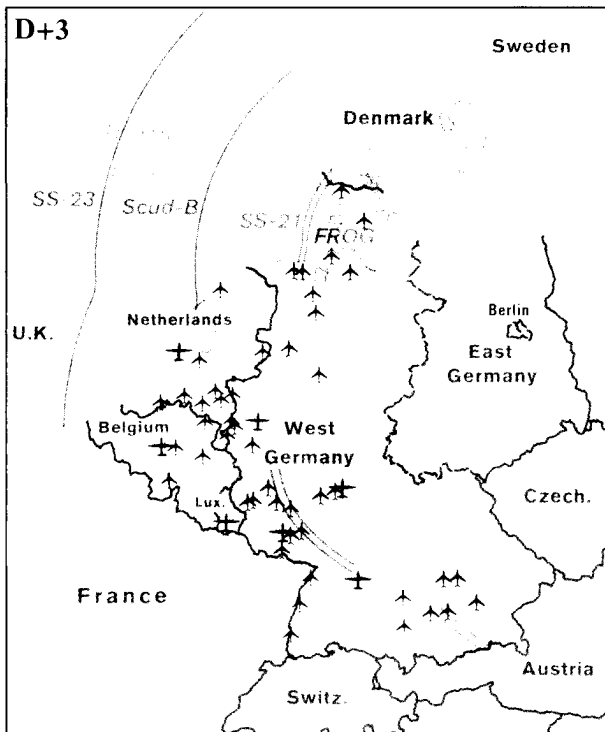 D+3
Sweden
Denmark
SS-23
Scud-B
SS-21
FROG
Netherlands
U.K.
Berlin
East
Germany
Belgium
West
Germany
Lux.
Czech.
France
Austria
Switz.